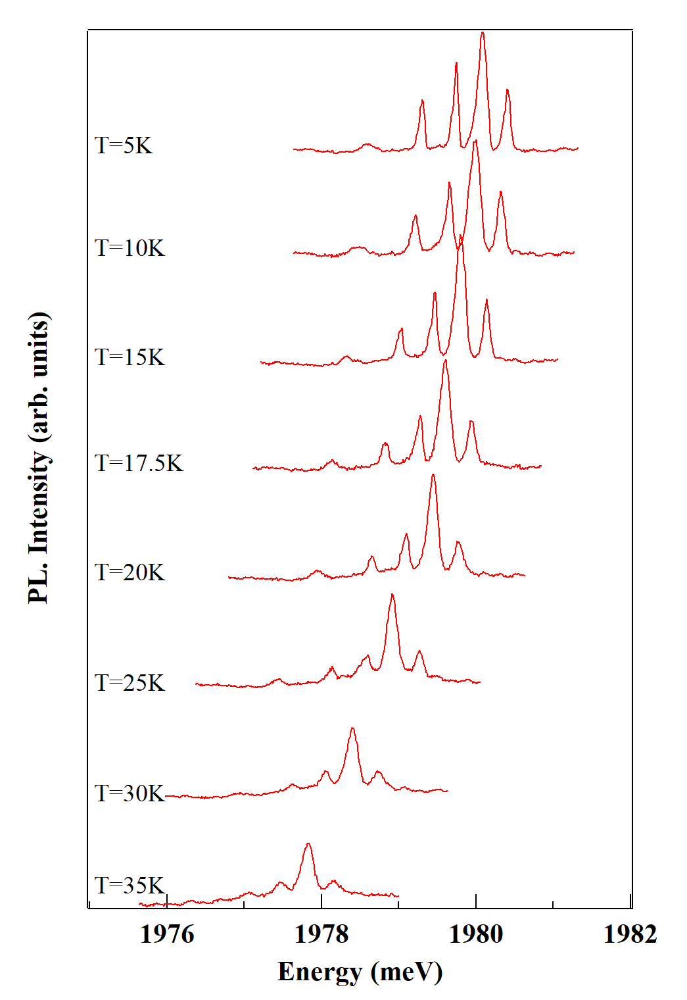 T=5K
T=10K
T=15K
T=17.5K
T=20K
T=25K
T=30K
T=35K
PL. Intensity (arb. units)
1976 1978 1980 1982
Energy (meV)